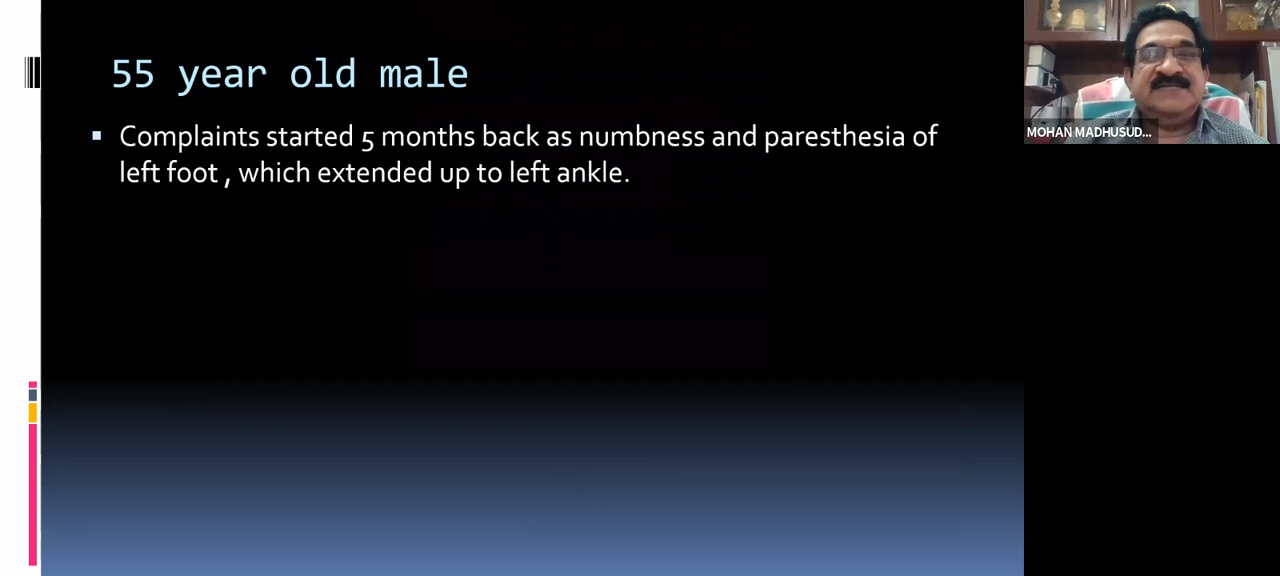 55 year old male
Complaints started 5 months back as numbness and paresthesia of
left foot , which extended up to left ankle.
MOHAN MADHUSUD...